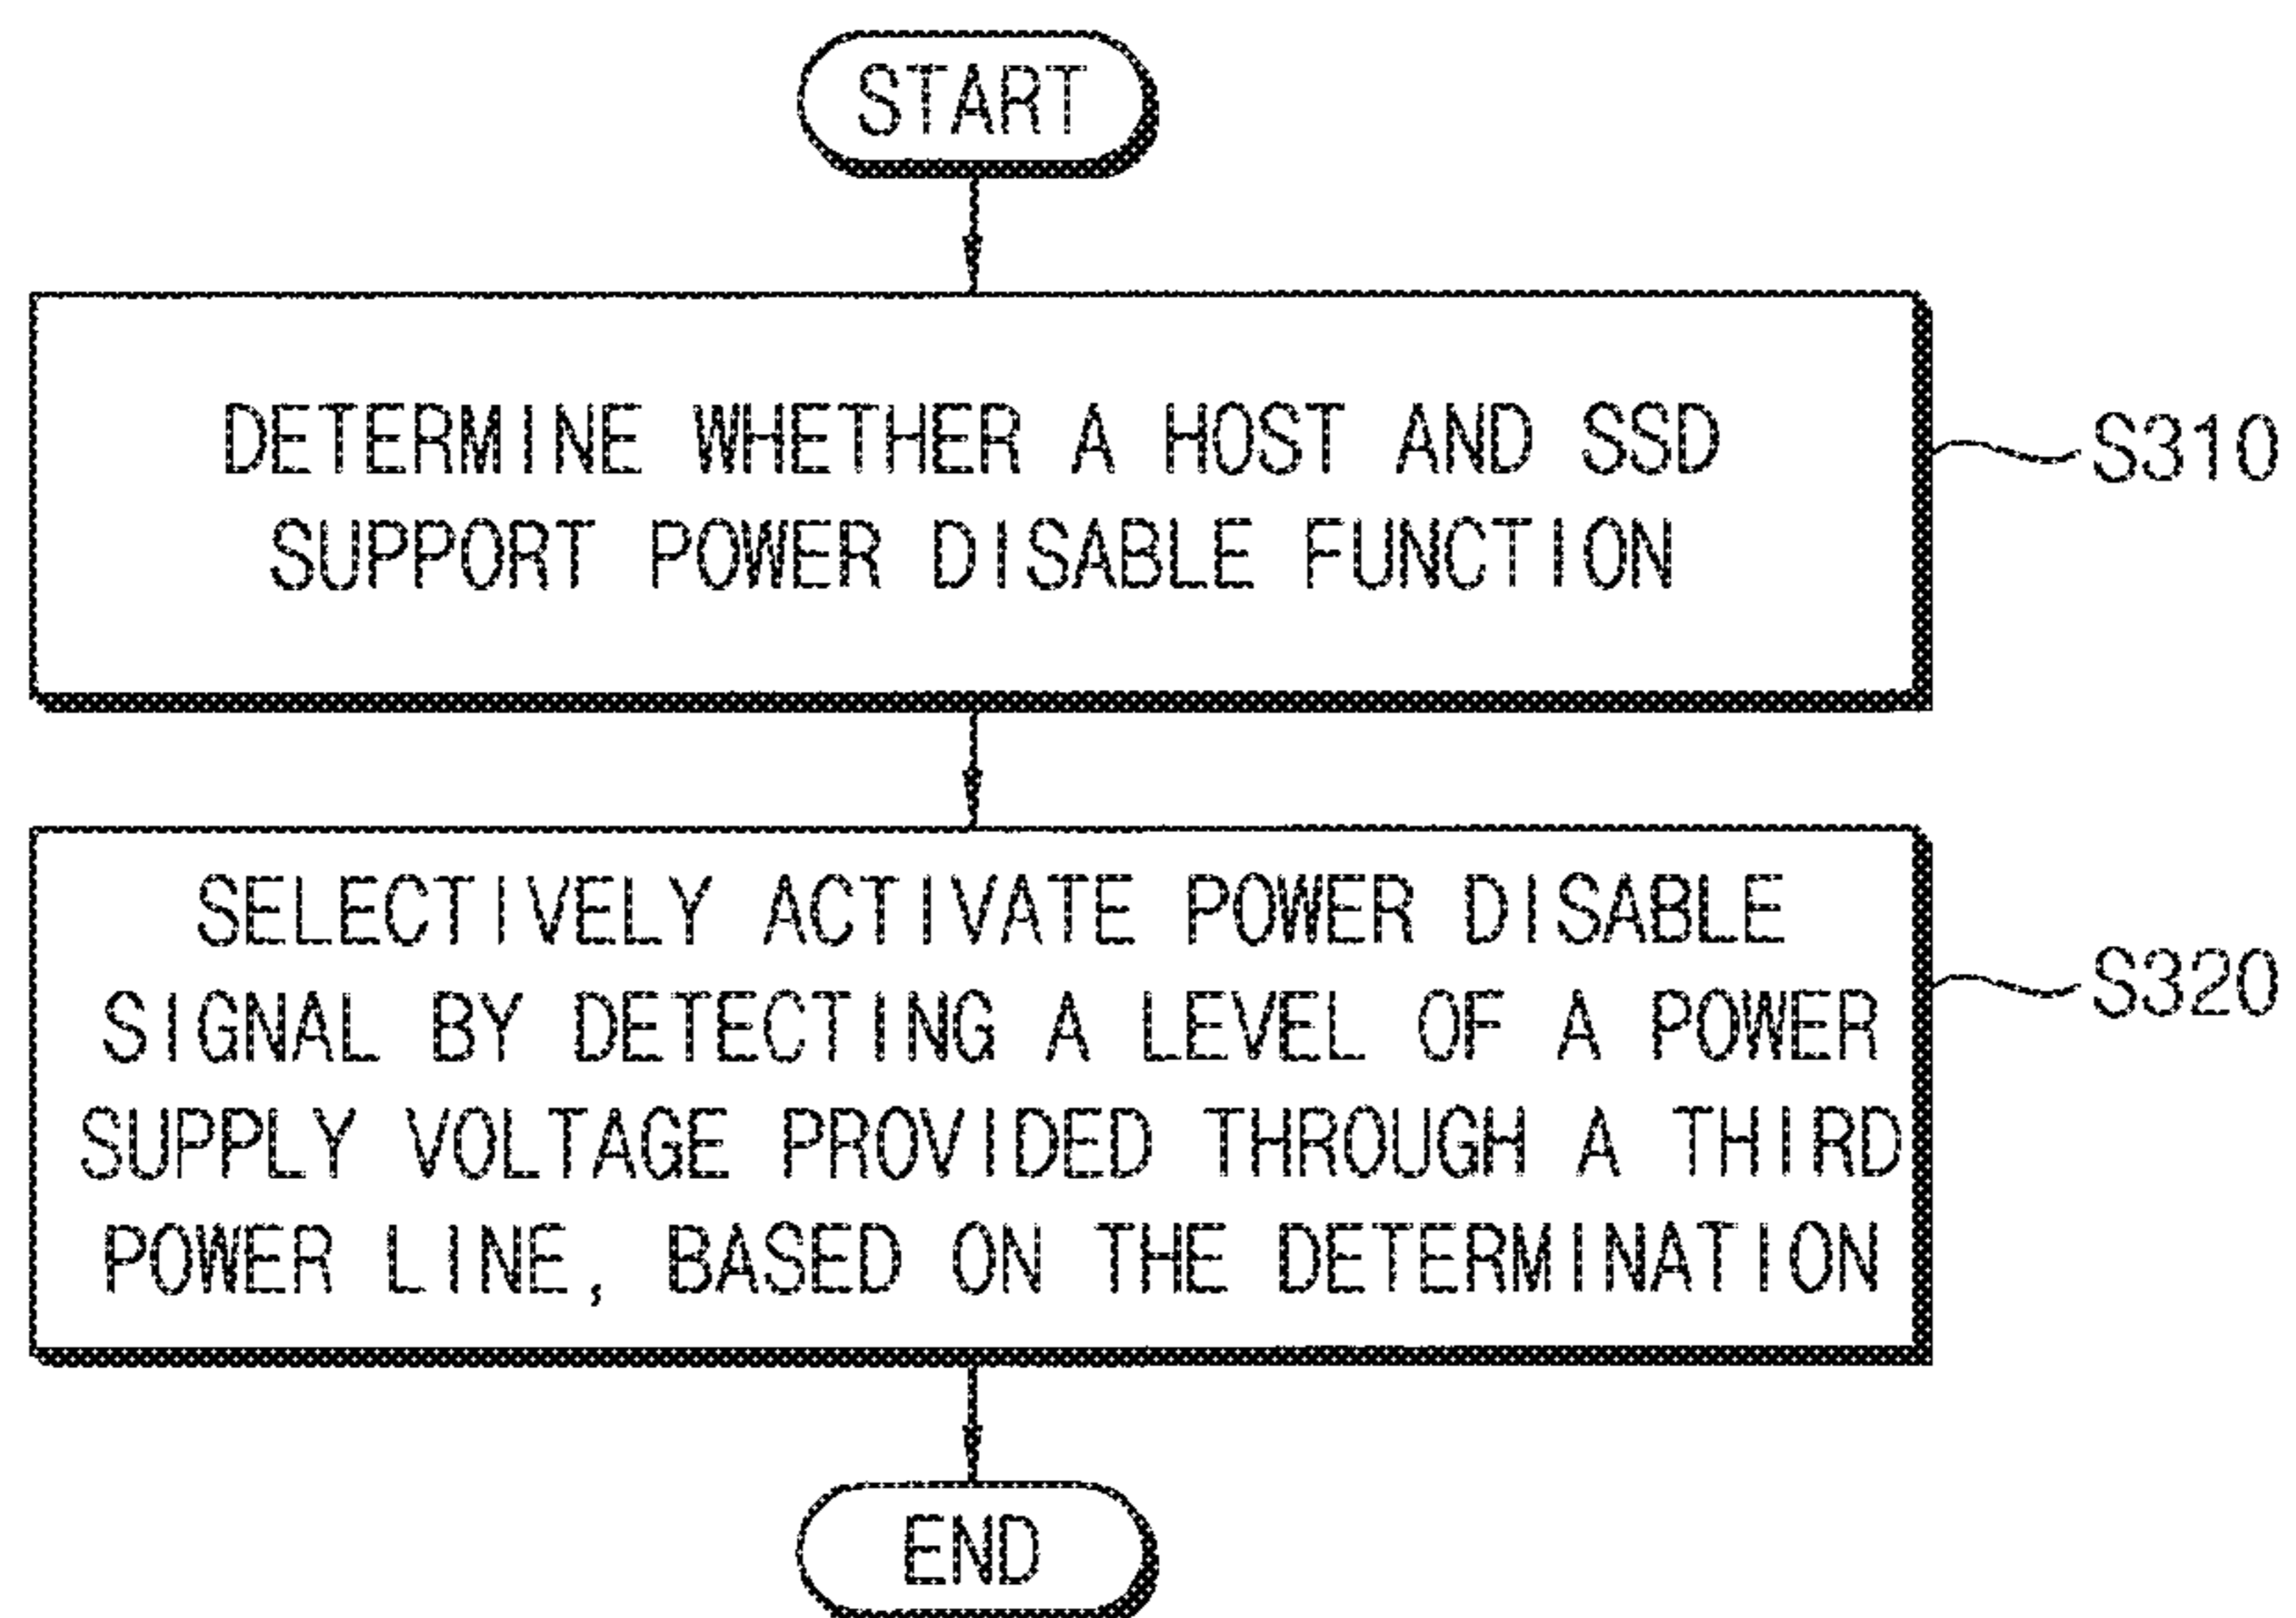 START
DETERMINE WHETHER A HOST AND SSD
SUPPORT POWER DISABLE FUNCTION
S310
SELECTIVELY ACTIVATE POWER DISABLE
SIGNAL BY DETECTING A LEVEL OF A POWER
SUPPLY VOLTAGE PROVIDED THROUGH A THIRD
POWER LINE, BASED ON THE DETERMINATION
S320
END